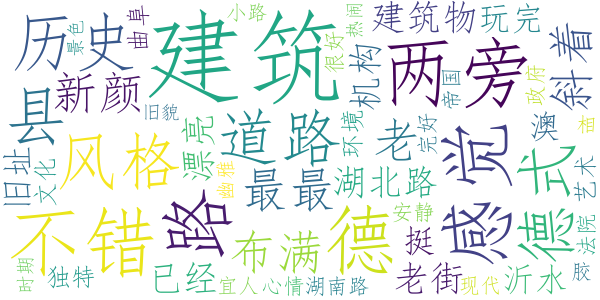 历史
曲阜
景色
小路
很好
热闹
建筑
建筑物
玩完
新颜
旧貌
机构
帝国
政府
两旁
斜着
县
旧址
文化
风格
漂亮
幽雅
道路
环境
老
完好
澳
感觉
德式
艺术
最最
湖北路
不错
路
德
布满
安静
挺
法院
胶
时期
独特
已经
宜人
心情
湖南路
老街
现代
沂水